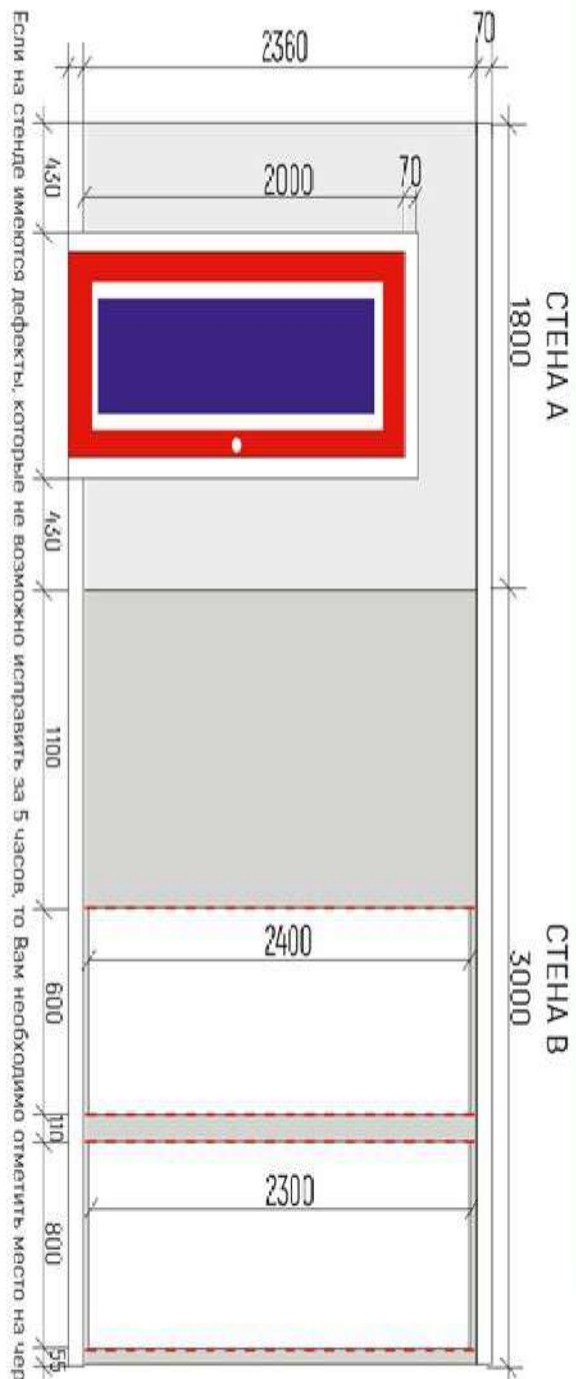 СТЕНА А СТЕНА В
1800 3000
70
2360
70
2000
2400
2300
430 430 1100 600 110 800 55
Если на стенде имеются дефекты, которые не возможно исправить за 5 часов, то Вам необходимо отметить место на чер